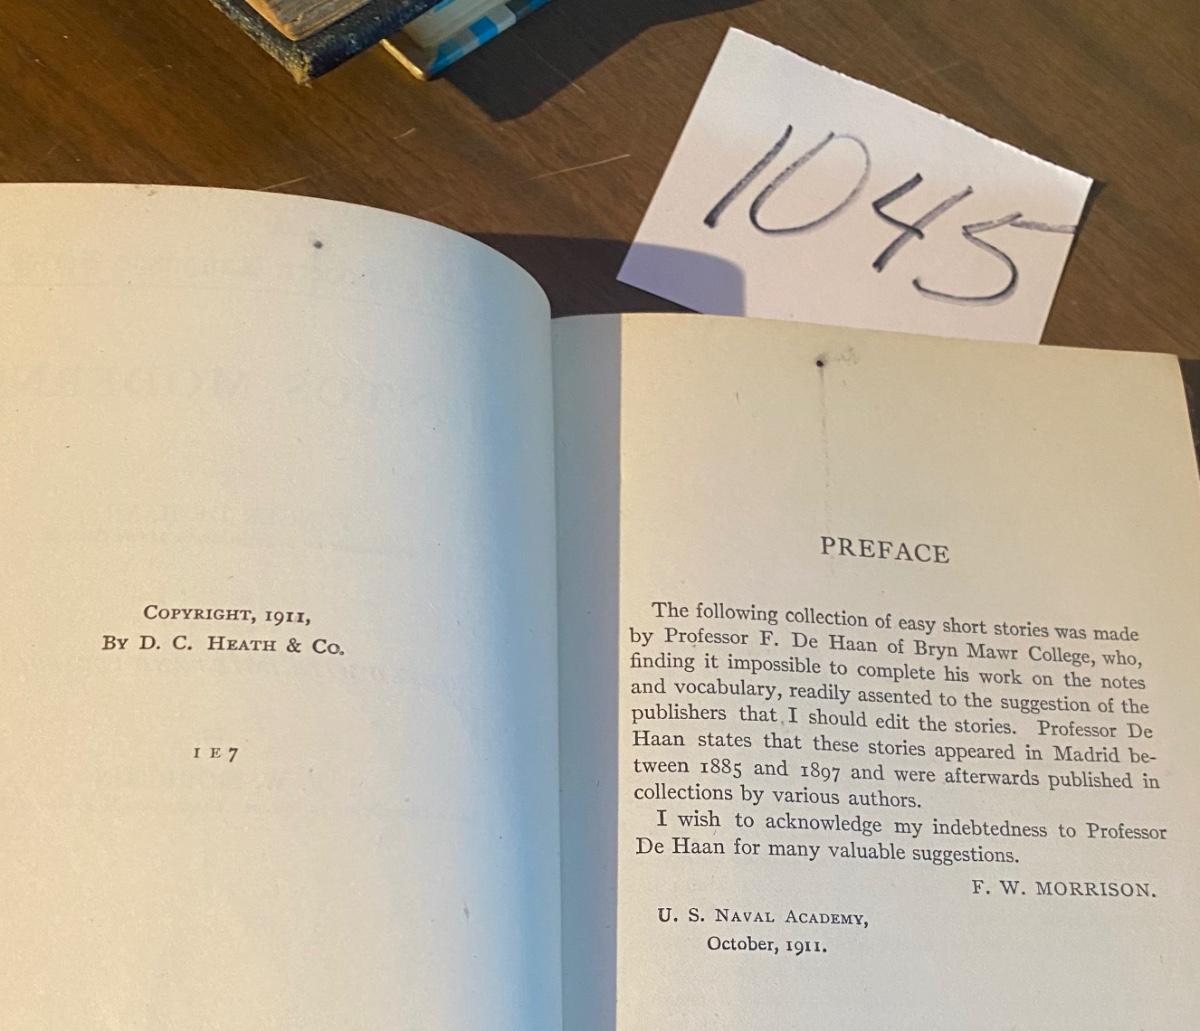 1045
COPYRIGHT, 1911,
BY D. C. HEATH & CO.
1 E 7
PREFACE
The following collection of easy short stories was made
by Professor F. De Haan of Bryn Mawr College, who,
finding it impossible to complete his work on the notes
and vocabulary, readily assented to the suggestion of the
publishers that I should edit the stories. Professor De
Haan states that these stories appeared in Madrid be-
tween 1885 and 1897 and were afterwards published in
collections by various authors.
I wish to acknowledge my indebtedness to Professor
De Haan for many valuable suggestions.
F. W. MORRISON.
U. S. NAVAL ACADEMY,
October, 1911.